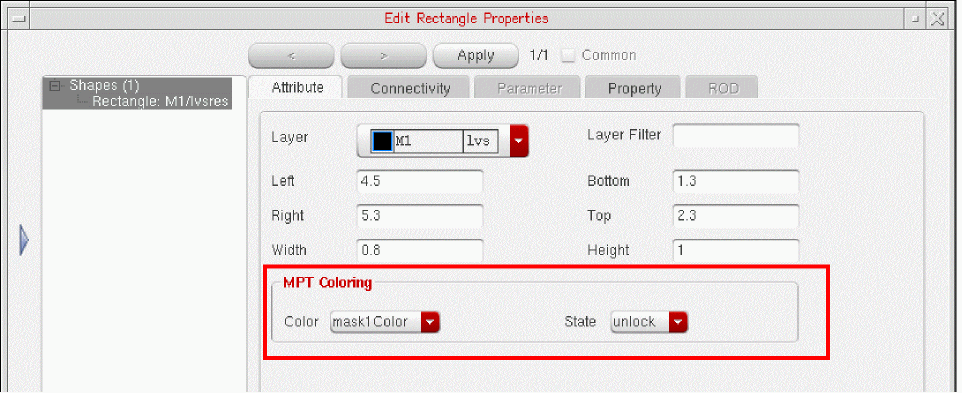 Edit Rectangle Properties
< > Apply 1/1 Common
Shapes (1)
Rectangle: M1/lvsres
Attribute Connectivity Parameter Property ROD
Layer M1 lvs Layer Filter
Left 4.5 Bottom 1.3
Right 5.3 Top 2.3
Width 0.8 Height 1
MPT Coloring
Color mask1Color State unlock